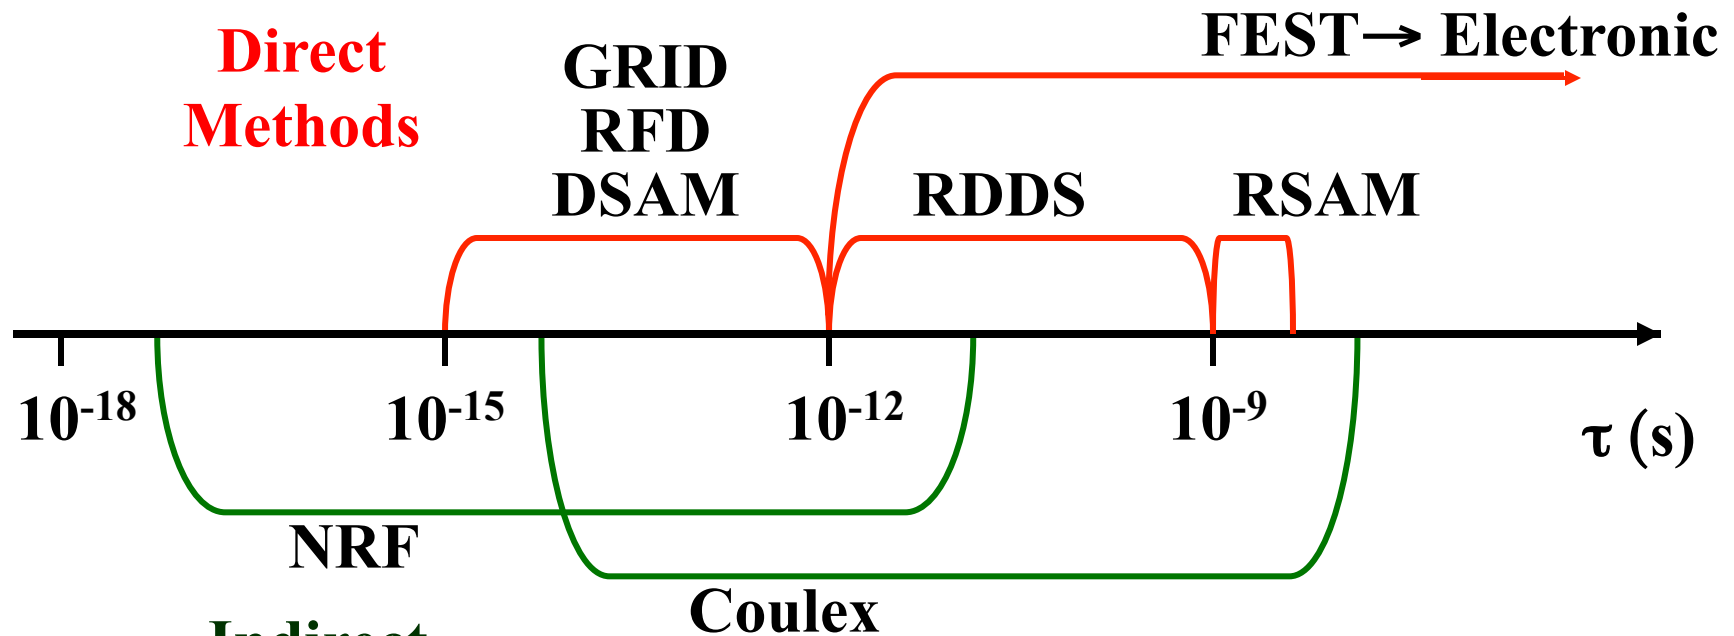 Direct
Methods
GRID
RFD
DSAM
FEST→ Electronic
RDDS
RSAM
10-18
10-15
10-12
10-9
τ (s)
NRF
Coulex
Indirect